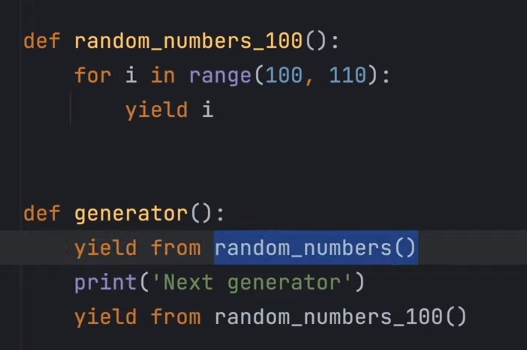 def random_numbers_100():
    for i in range(100, 110):
        yield i
def generator():
    yield from random_numbers()
    print('Next generator')
    yield from random_numbers_100()